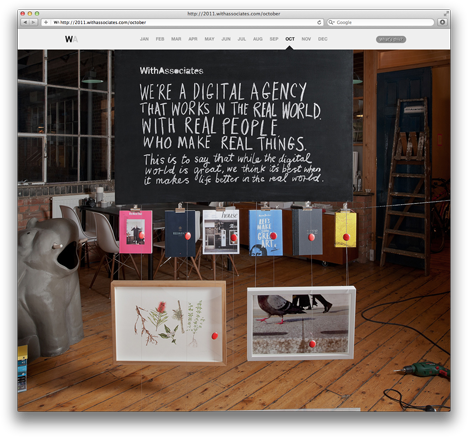 http://2011.withassociates.com/october
http://2011.withassociates.com/october
Google
WA
JAN FEB MAR APR MAY JUN JUL AUG SEP OCT NOV DEC
WithAssociates
WE'RE A DIGITAL AGENCY
THAT WORKS IN THE REAL WORLD,
WITH REAL PEOPLE
WHO MAKE REAL THINGS.
This is to say that while the digital
world is great, we think its best when
it makes life better in the real world.
house